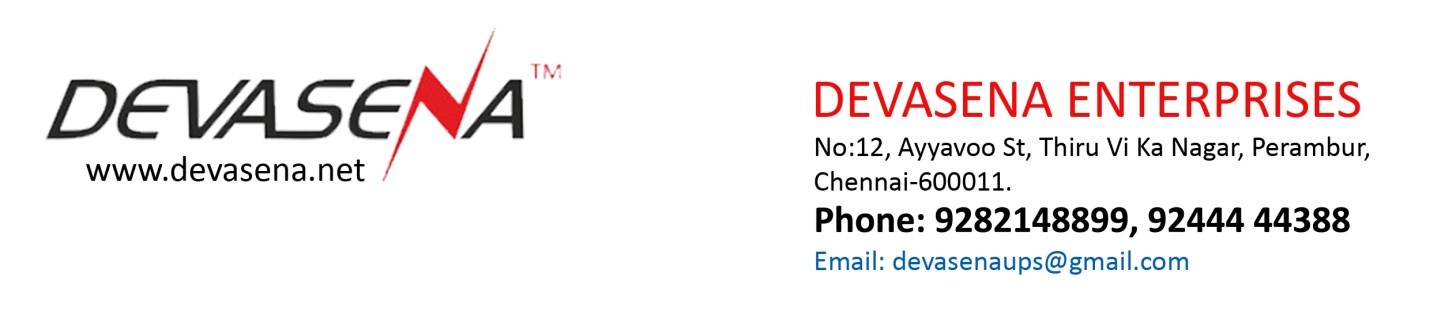 DEVASENA™
www.devasena.net
DEVASENA ENTERPRISES
No:12, Ayyavoo St, Thiru Vi Ka Nagar, Perambur,
Chennai-600011.
Phone: 9282148899, 92444 44388
Email: devasenaups@gmail.com